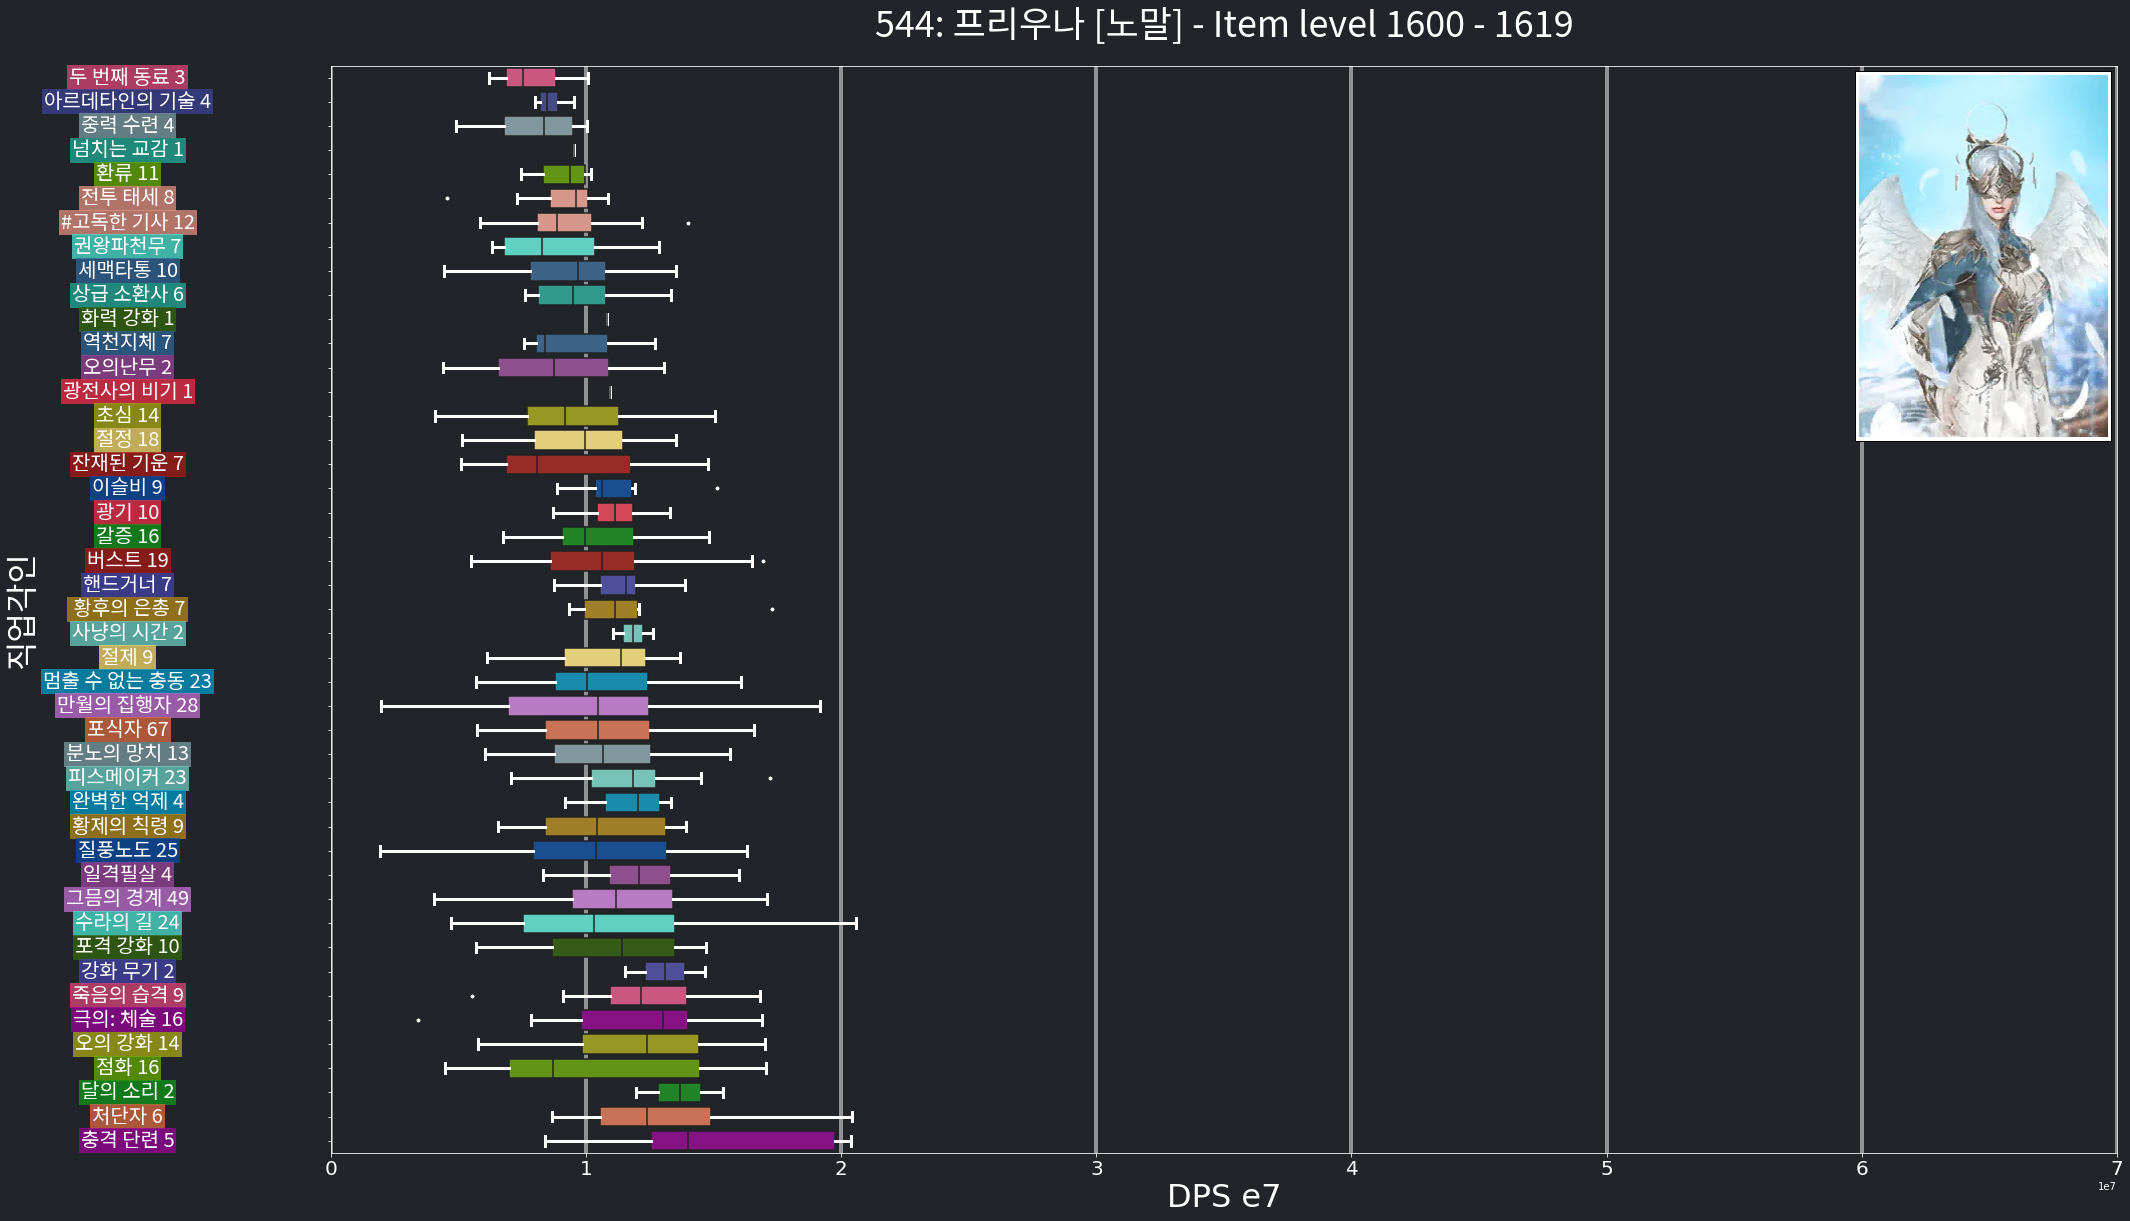 544: 프리우나 [노말] - Item level 1600 - 1619
직업각인
두 번째 동료 3
아르데타인의 기술 4
중력 수련 4
넘치는 교감 1
환류 11
전투 태세 8
#고독한 기사 12
권왕파천무 7
세맥타통 10
상급 소환사 6
화력 강화 1
역천지체 7
오의난무 2
광전사의 비기 1
초심 14
절정 18
잔재된 기운 7
이슬비 9
광기 10
갈증 16
버스트 19
핸드거너 7
황후의 은총 7
사냥의 시간 2
절제 9
멈출 수 없는 충동 23
만월의 집행자 28
포식자 67
분노의 망치 13
피스메이커 23
완벽한 억제 4
황제의 칙령 9
질풍노도 25
일격필살 4
그믐의 경계 49
수라의 길 24
포격 강화 10
강화 무기 2
죽음의 습격 9
극의: 체술 16
오의 강화 14
점화 16
달의 소리 2
처단자 6
충격 단련 5
0 1 2 3 4 5 6 7
1e7
DPS e7